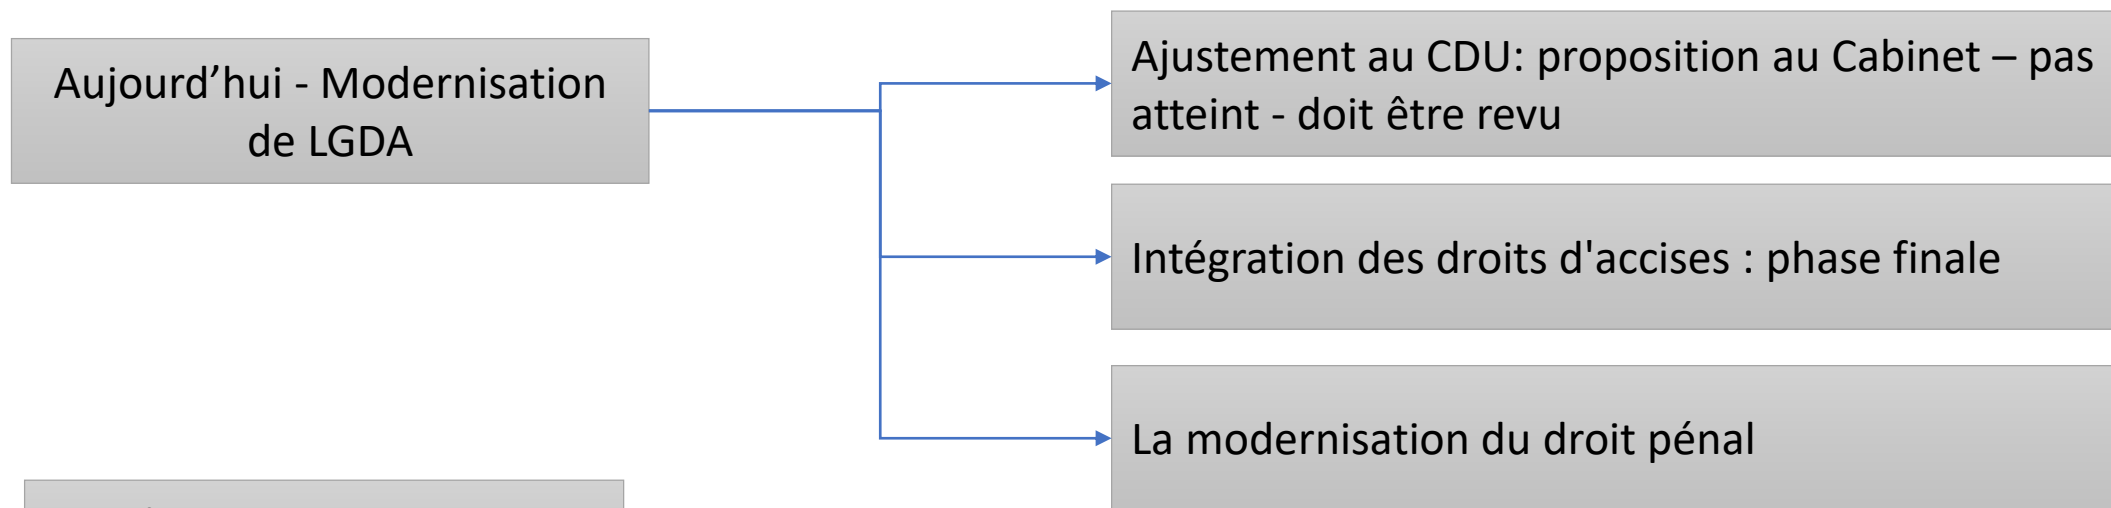 Aujourd’hui - Modernisation
de LGDA
Ajustement au CDU: proposition au Cabinet – pas
atteint - doit être revu
Intégration des droits d'accises : phase finale
La modernisation du droit pénal